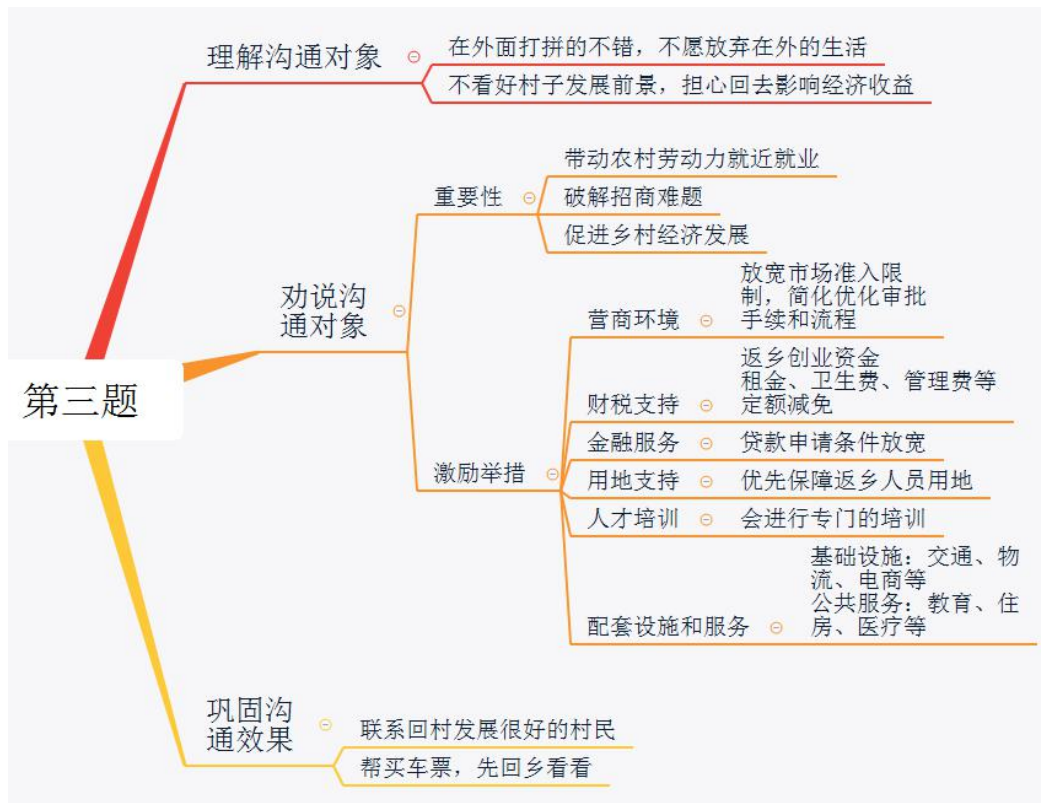 第三题
理解沟通对象
在外面打拼的不错，不愿放弃在外的生活
不看好村子发展前景，担心回去影响经济收益
劝说沟
通对象
重要性
带动农村劳动力就近就业
破解招商难题
促进乡村经济发展
激励举措
营商环境
放宽市场准入限
制，简化优化审批
手续和流程
财税支持
返乡创业资金
租金、卫生费、管理费等
定额减免
金融服务
贷款申请条件放宽
用地支持
优先保障返乡人员用地
人才培训
会进行专门的培训
配套设施和服务
基础设施：交通、物
流、电商等
公共服务：教育、住
房、医疗等
巩固沟
通效果
联系回村发展很好的村民
帮买车票，先回乡看看